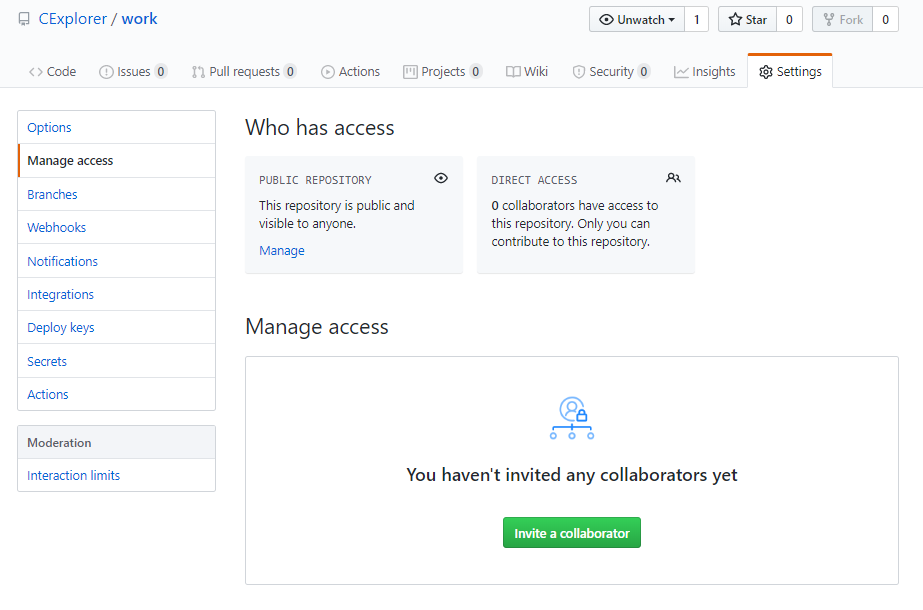 CExplorer / work
Unwatch 1
Star 0
Fork 0
Code
Issues 0
Pull requests 0
Actions
Projects 0
Wiki
Security 0
Insights
Settings
Options
Manage access
Branches
Webhooks
Notifications
Integrations
Deploy keys
Secrets
Actions
Moderation
Interaction limits
Who has access
PUBLIC REPOSITORY
This repository is public and
visible to anyone.
Manage
DIRECT ACCESS
0 collaborators have access to
this repository. Only you can
contribute to this repository.
Manage access
You haven't invited any collaborators yet
Invite a collaborator